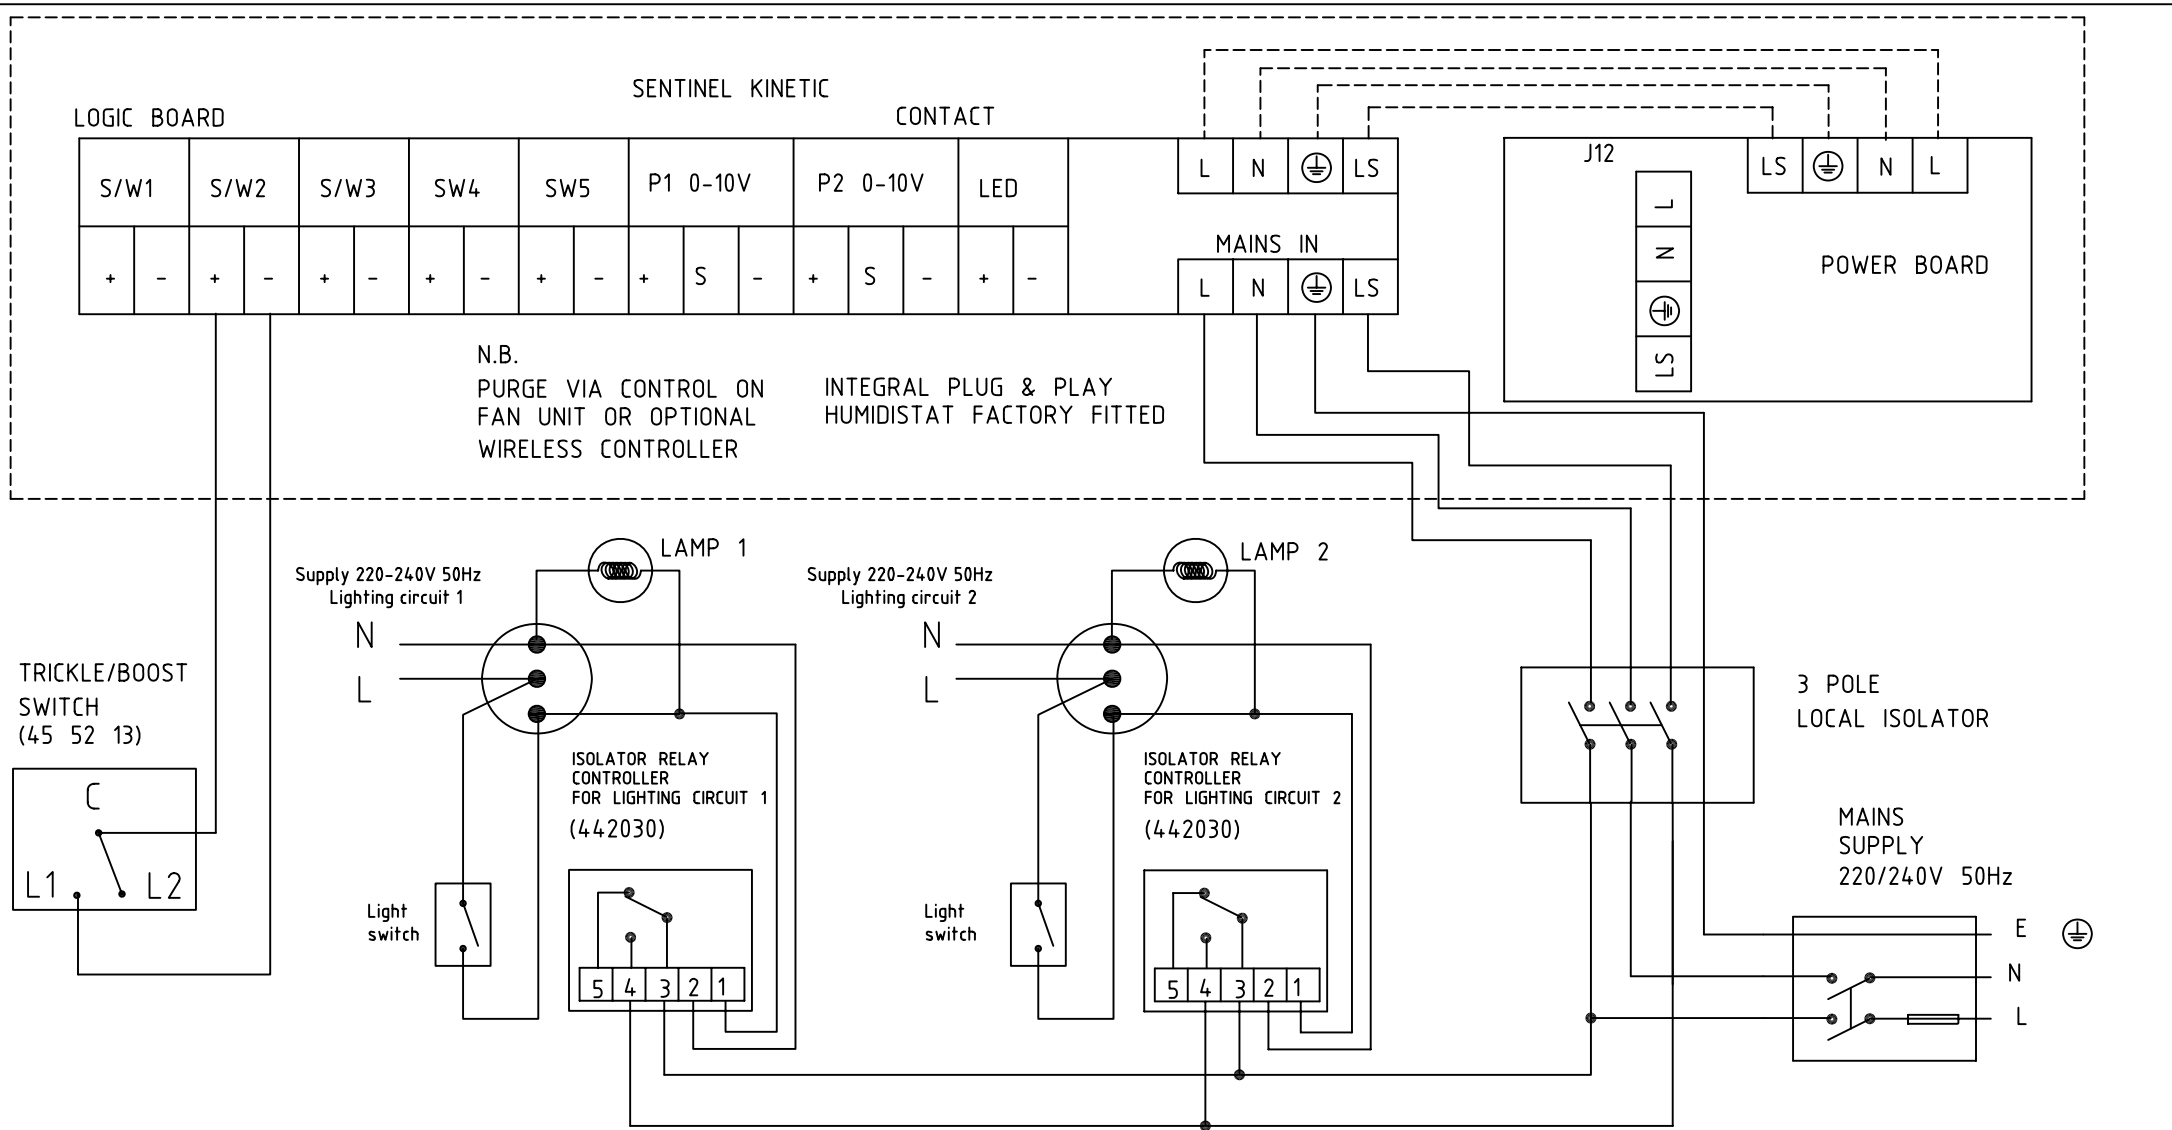 SENTINEL KINETIC
LOGIC BOARD
CONTACT
S/W1 S/W2 S/W3 SW4 SW5 P1 0-10V P2 0-10V LED
+ - + - + - + - + - + S - + S - + -
L N LS
MAINS IN
L N LS
J12
LS N L
L
N
LS
POWER BOARD
N.B.
PURGE VIA CONTROL ON
FAN UNIT OR OPTIONAL
WIRELESS CONTROLLER
INTEGRAL PLUG & PLAY
HUMIDISTAT FACTORY FITTED
TRICKLE/BOOST
SWITCH
(45 52 13)
C
L1 L2
Supply 220-240V 50Hz
Lighting circuit 1
N
L
LAMP 1
ISOLATOR RELAY
CONTROLLER
FOR LIGHTING CIRCUIT 1
(442030)
Light
switch
5 4 3 2 1
Supply 220-240V 50Hz
Lighting circuit 2
N
L
LAMP 2
ISOLATOR RELAY
CONTROLLER
FOR LIGHTING CIRCUIT 2
(442030)
Light
switch
5 4 3 2 1
3 POLE
LOCAL ISOLATOR
MAINS
SUPPLY
220/240V 50Hz
E
N
L